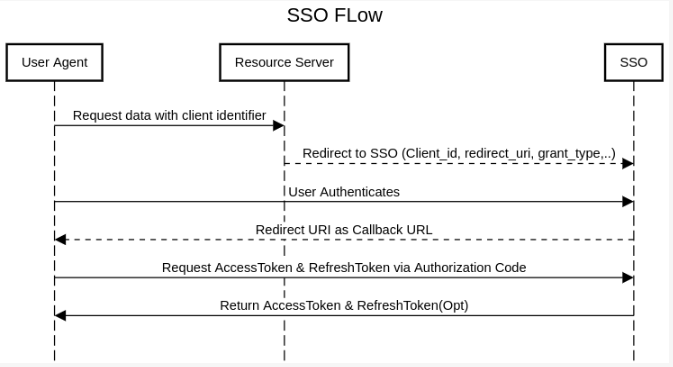 SSO FLow
User Agent
Resource Server
SSO
Request data with client identifier
Redirect to SSO (Client_id, redirect_uri, grant_type,..)
User Authenticates
Redirect URI as Callback URL
Request AccessToken & RefreshToken via Authorization Code
Return AccessToken & RefreshToken(Opt)